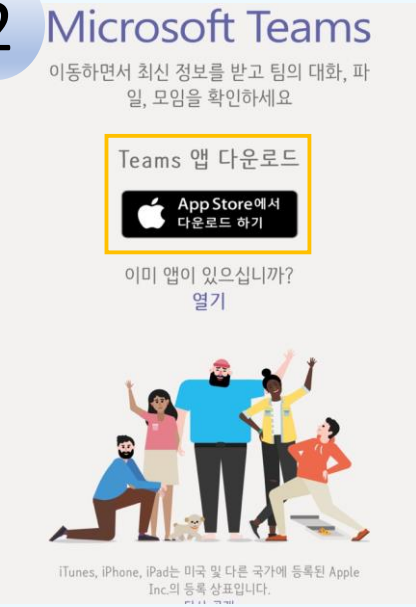 2
Microsoft Teams
이동하면서 최신 정보를 받고 팀의 대화, 파
일, 모임을 확인하세요
Teams 앱 다운로드
App Store에서
다운로드 하기
이미 앱이 있으십니까?
열기
iTunes, iPhone, iPad는 미국 및 다른 국가에 등록된 Apple
Inc.의 등록 상표입니다.